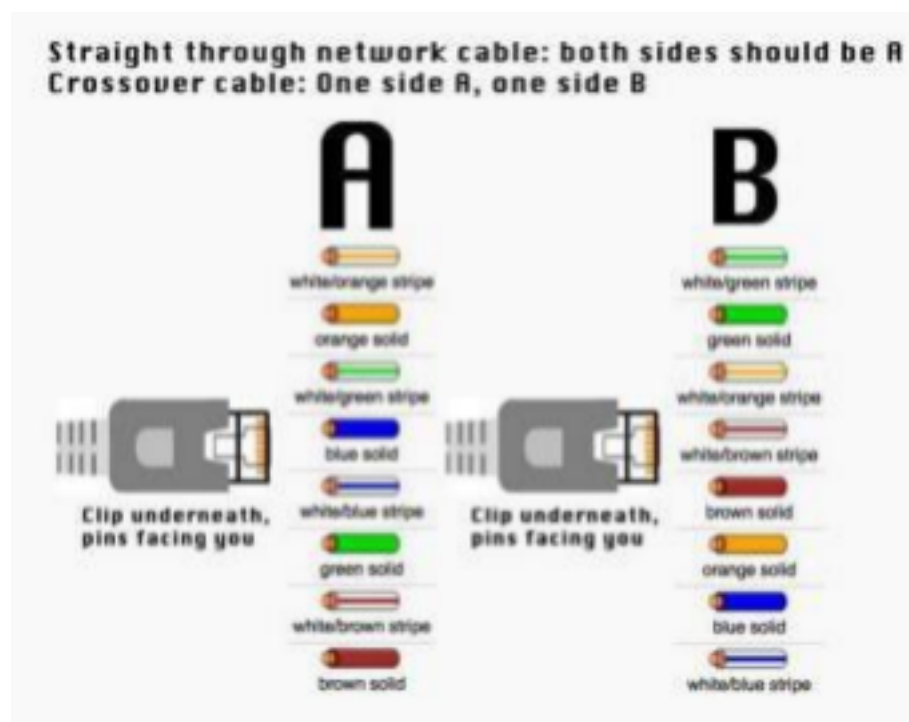 Straight through network cable: both sides should be A
Crossover cable: One side A, one side B
A
white/orange stripe
orange solid
white/green stripe
blue solid
white/blue stripe
green solid
white/brown stripe
brown solid
Clip underneath,
pins facing you
B
white/green stripe
green solid
white/orange stripe
white/brown stripe
brown solid
orange solid
blue solid
white/blue stripe
Clip underneath,
pins facing you